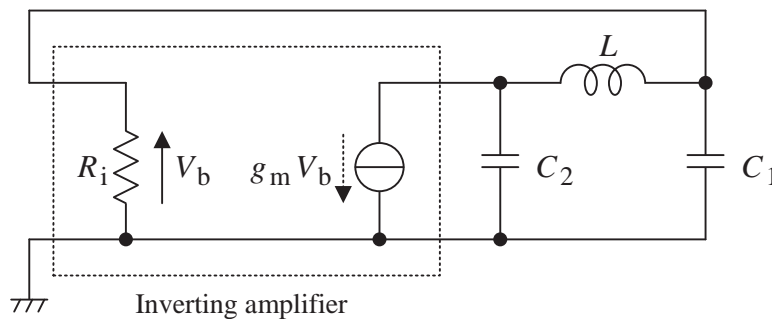 L
R_i
V_b
g_m V_b
C_2
C_1
Inverting amplifier